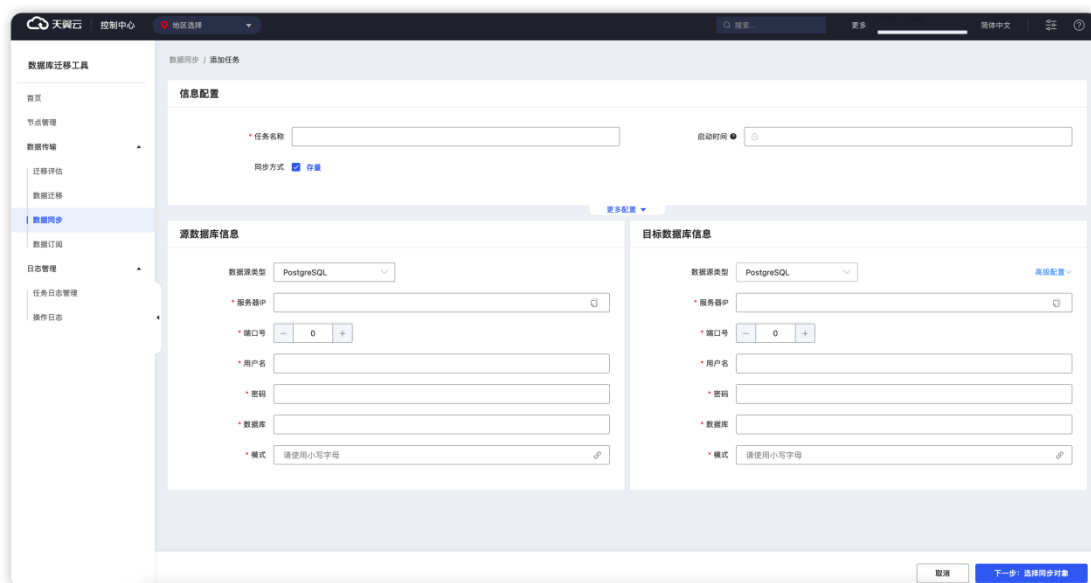 天翼云 控制中心 地区选择 搜索... 更多 简体中文
数据库迁移工具
首页
节点管理
数据传输
迁移评估
数据迁移
数据同步
数据订阅
日志管理
任务日志管理
操作日志
数据同步 / 添加任务
信息配置
* 任务名称
启动时间
同步方式 存量
更多配置
源数据库信息
数据源类型 PostgreSQL
* 服务器IP
* 端口号 − 0 +
* 用户名
* 密码
* 数据库
* 模式 请使用小写字母
目标数据库信息
数据源类型 PostgreSQL 高级配置
* 服务器IP
* 端口号 − 0 +
* 用户名
* 密码
* 数据库
* 模式 请使用小写字母
取消 下一步：选择同步对象